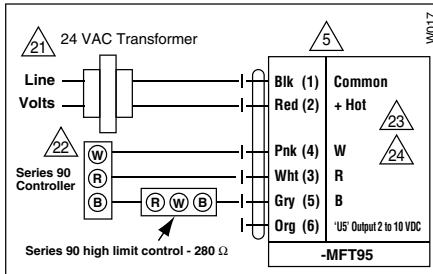 21 24 VAC Transformer
5
W017
Line
Volts
Blk (1) Common
Red (2) + Hot
23
22
24
Series 90
Controller
W
R
B
Pnk (4) W
Wht (3) R
Gry (5) B
Org (6) 'U5' Output 2 to 10 VDC
R W B
Series 90 high limit control - 280 Ω
-MFT95